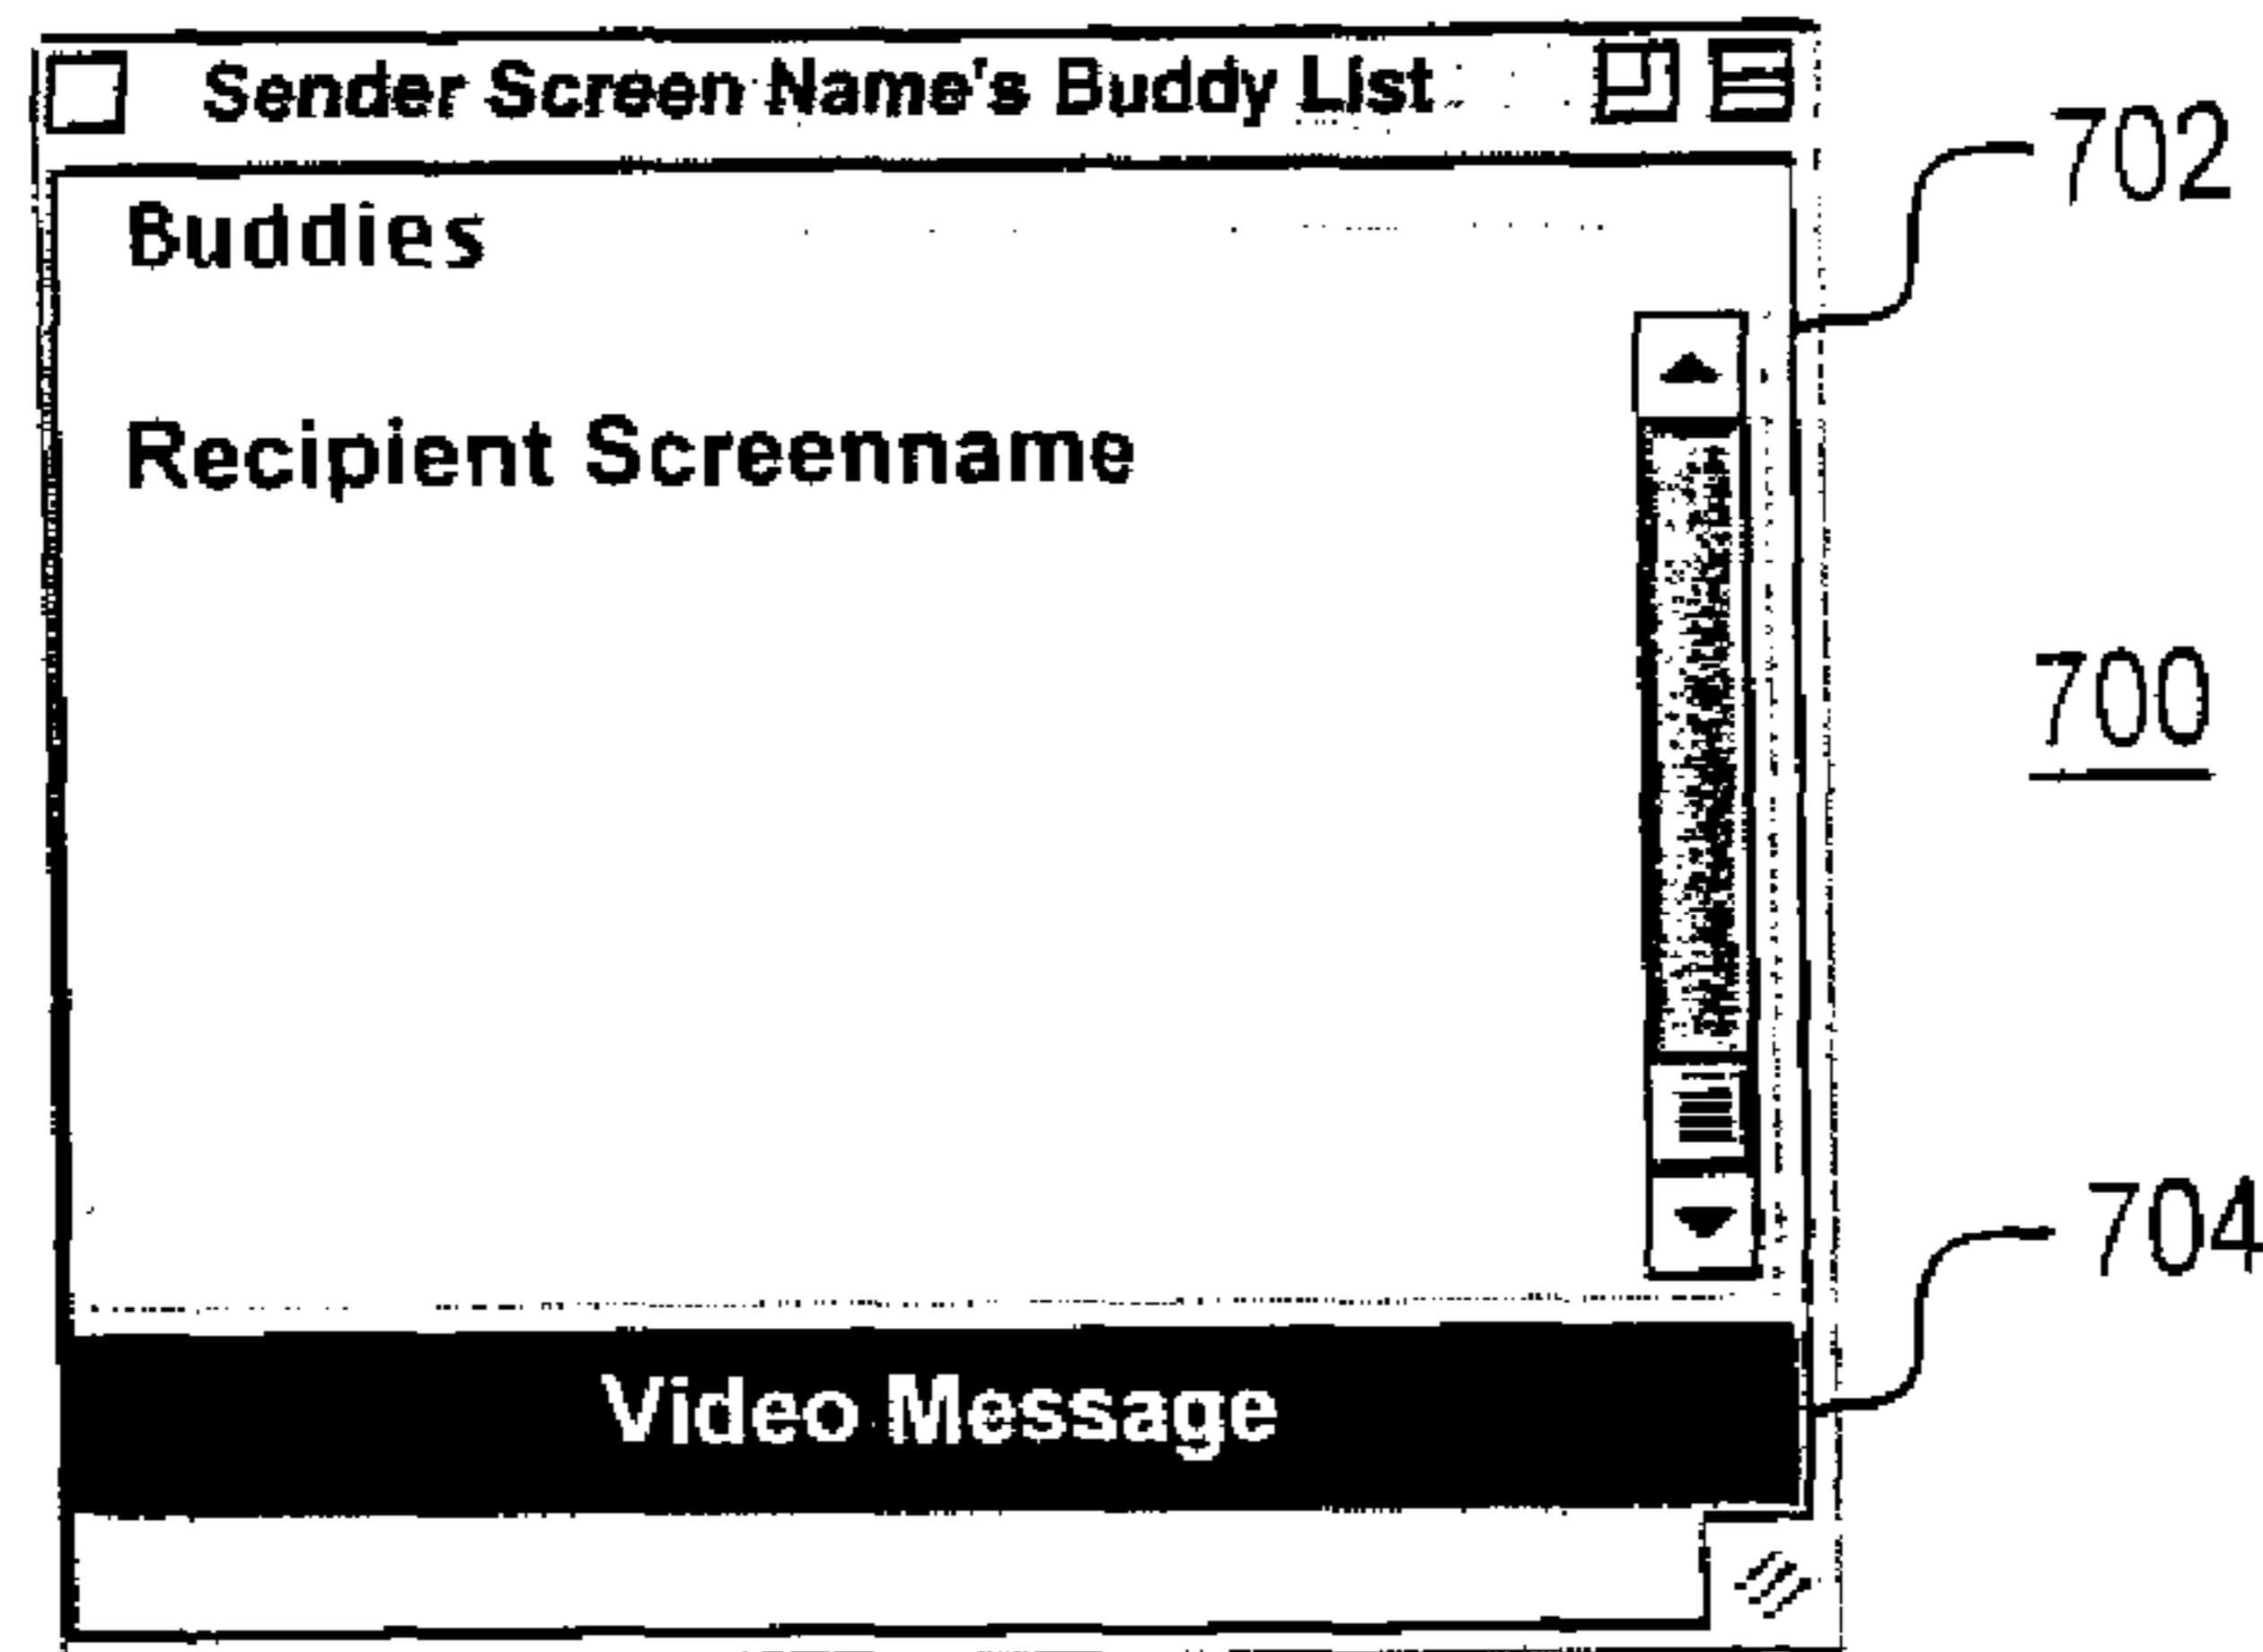 Sender Screen Name's Buddy List
702
Buddies
Recipient Screenname
700
704
Video Message